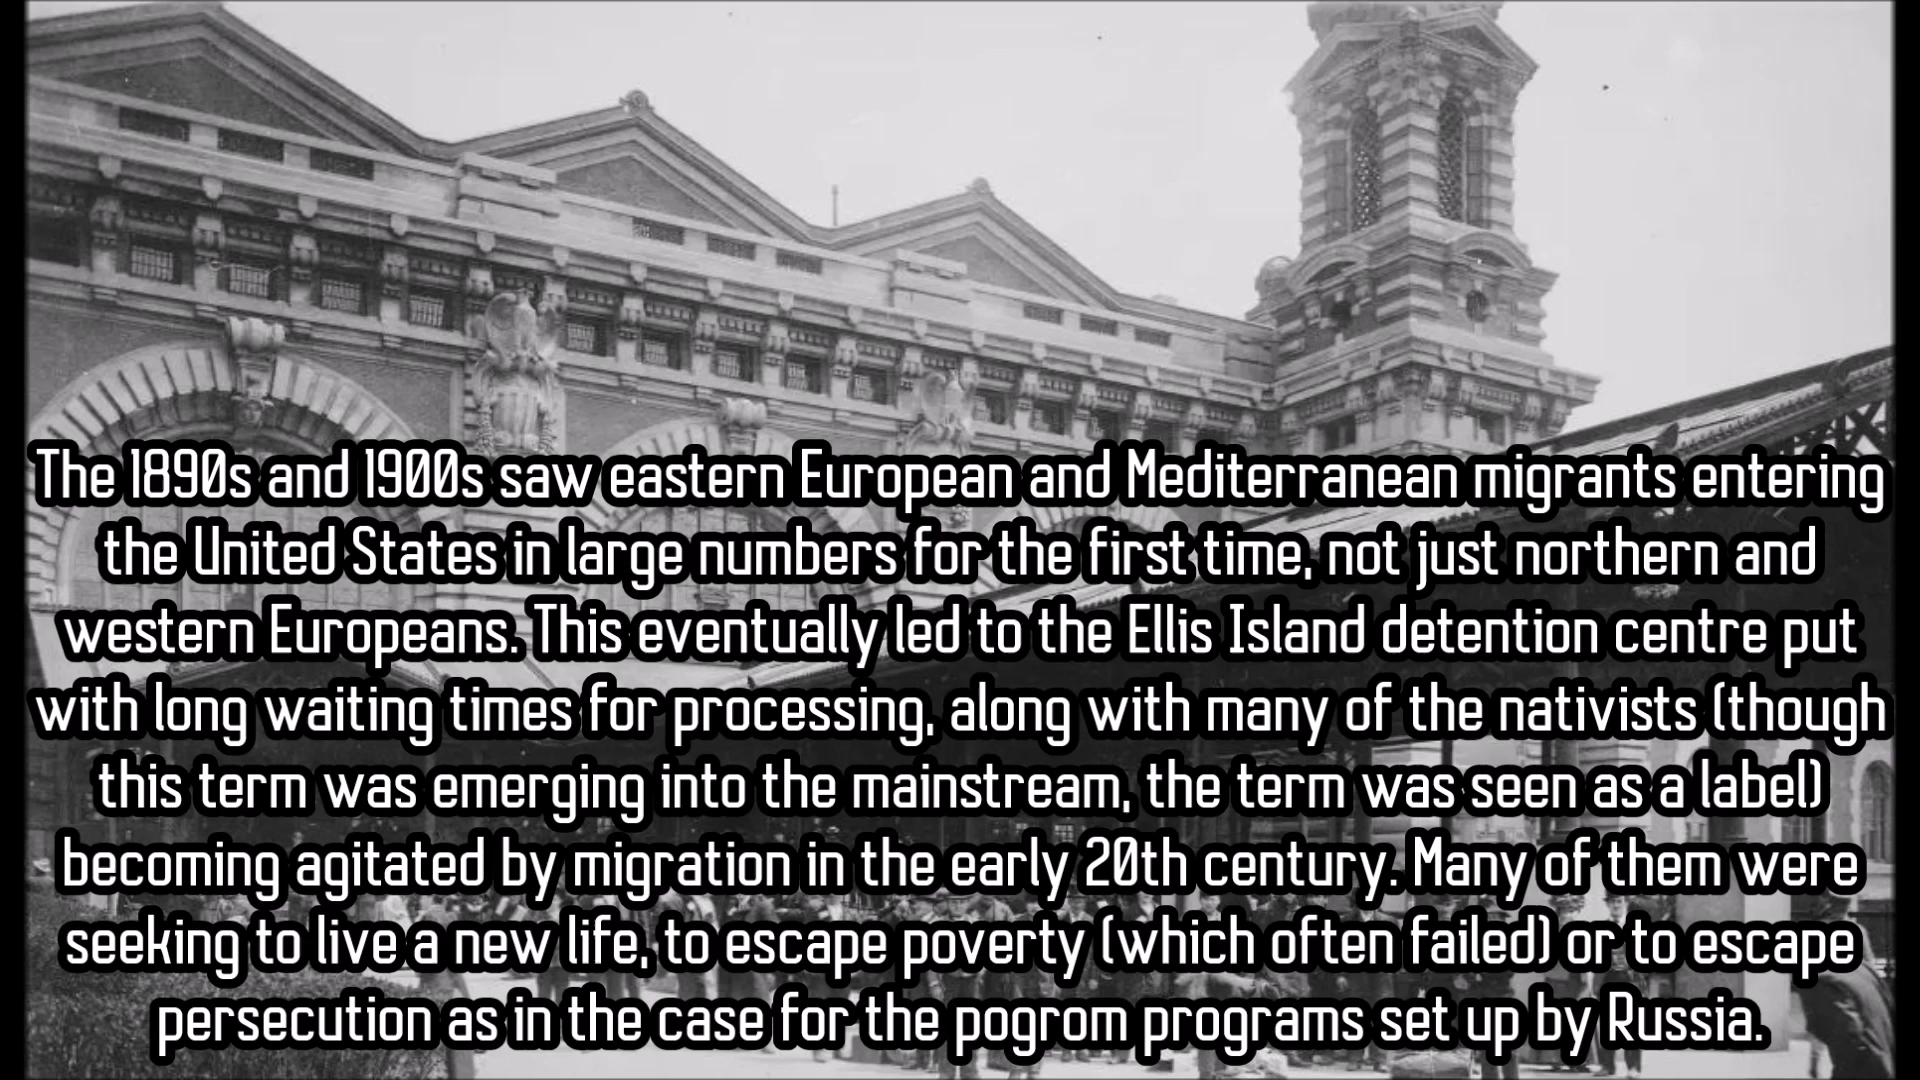 The 1890s and 1900s saw eastern European and Mediterranean migrants entering
the United States in large numbers for the first time, not just northern and
western Europeans. This eventually led to the Ellis Island detention centre put
with long waiting times for processing, along with many of the nativists (though
this term was emerging into the mainstream, the term was seen as a label)
becoming agitated by migration in the early 20th century. Many of them were
seeking to live a new life, to escape poverty (which often failed) or to escape
persecution as in the case for the pogrom programs set up by Russia.